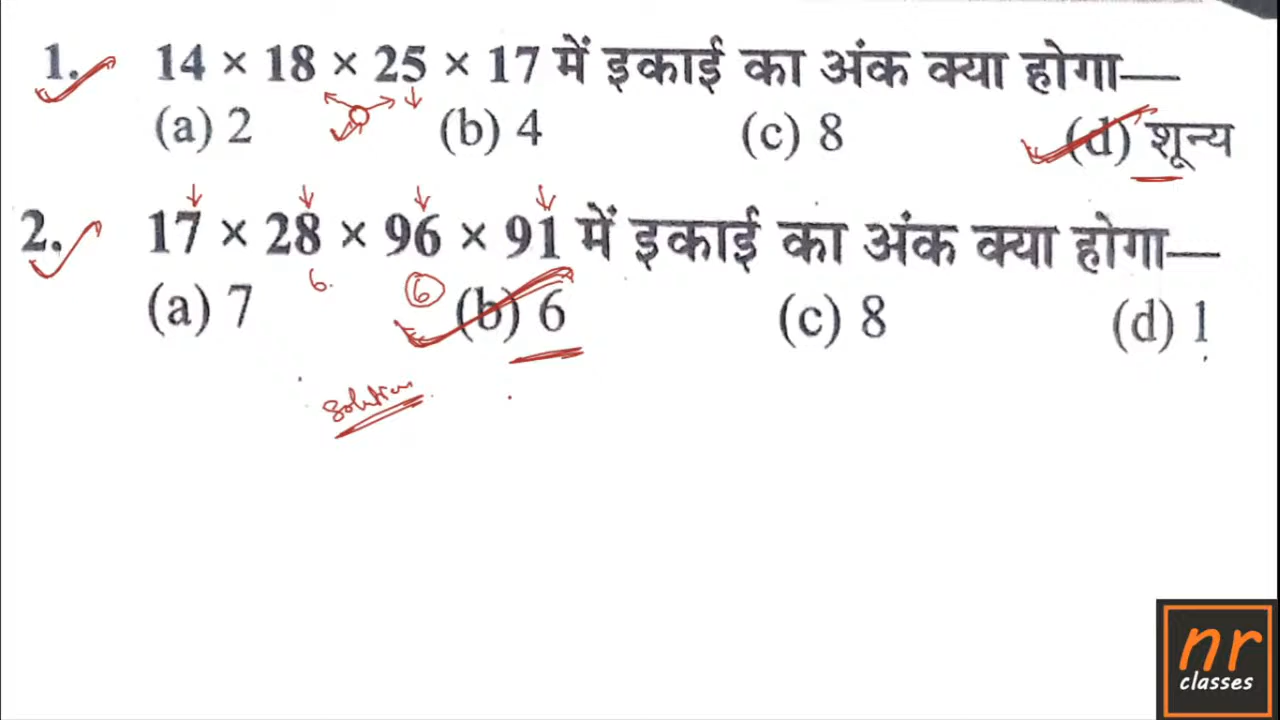 1. 14 × 18 × 25 × 17 में इकाई का अंक क्या होगा—
(a) 2 (b) 4 (c) 8 (d) शून्य
2. 17 × 28 × 96 × 91 में इकाई का अंक क्या होगा—
6. 6
(a) 7 (b) 6 (c) 8 (d) 1
Solution
nr
classes